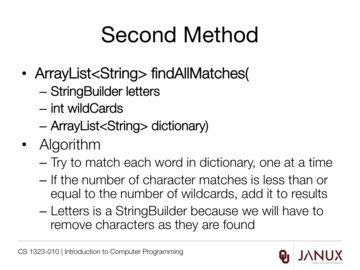 Second Method
• ArrayList<String> findAllMatches(
– StringBuilder letters
– int wildCards
– ArrayList<String> dictionary)
• Algorithm
– Try to match each word in dictionary, one at a time
– If the number of character matches is less than or
equal to the number of wildcards, add it to results
– Letters is a StringBuilder because we will have to
remove characters as they are found
CS 1323-010 | Introduction to Computer Programming
JANUX